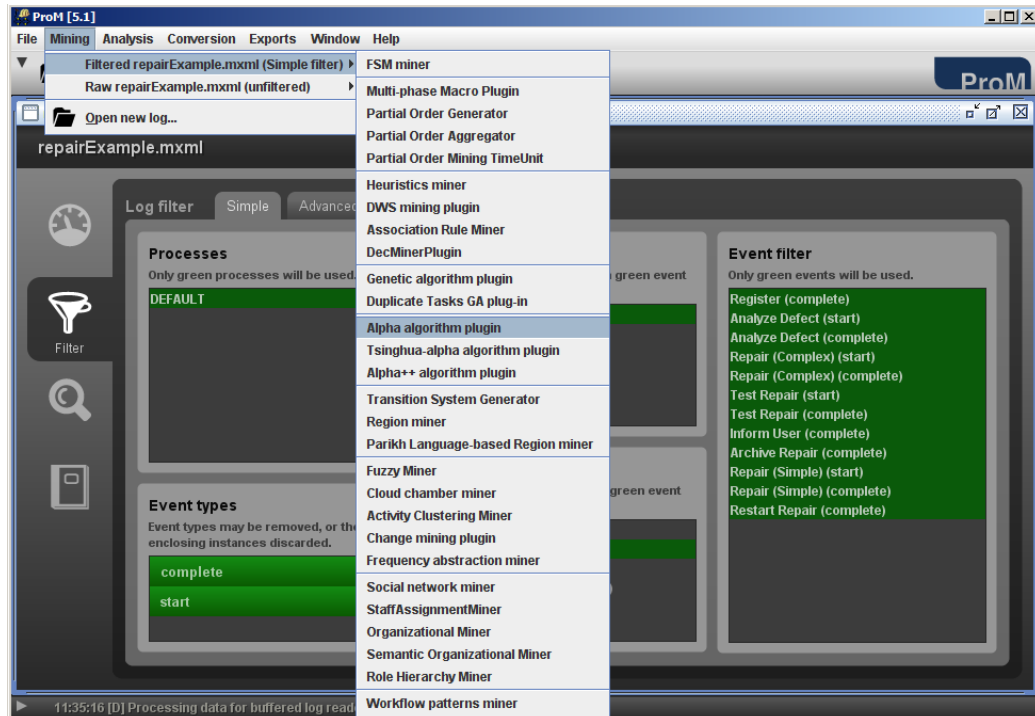 ProM [5.1]
File Mining Analysis Conversion Exports Window Help
Filtered repairExample.mxml (Simple filter)
Raw repairExample.mxml (unfiltered)
Open new log...
FSM miner
Multi-phase Macro Plugin
Partial Order Generator
Partial Order Aggregator
Partial Order Mining TimeUnit
Heuristics miner
DWS mining plugin
Association Rule Miner
DecMinerPlugin
Genetic algorithm plugin
Duplicate Tasks GA plug-in
Alpha algorithm plugin
Tsinghua-alpha algorithm plugin
Alpha++ algorithm plugin
Transition System Generator
Region miner
Parikh Language-based Region miner
Fuzzy Miner
Cloud chamber miner
Activity Clustering Miner
Change mining plugin
Frequency abstraction miner
Social network miner
StaffAssignmentMiner
Organizational Miner
Semantic Organizational Miner
Role Hierarchy Miner
Workflow patterns miner
ProM
repairExample.mxml
Filter
Log filter Simple Advanced
Processes
Only green processes will be used.
DEFAULT
Event types
Event types may be removed, or the
enclosing instances discarded.
complete
start
green event
green event
Event filter
Only green events will be used.
Register (complete)
Analyze Defect (start)
Analyze Defect (complete)
Repair (Complex) (start)
Repair (Complex) (complete)
Test Repair (start)
Test Repair (complete)
Inform User (complete)
Archive Repair (complete)
Repair (Simple) (start)
Repair (Simple) (complete)
Restart Repair (complete)
11:35:16 [D] Processing data for buffered log read